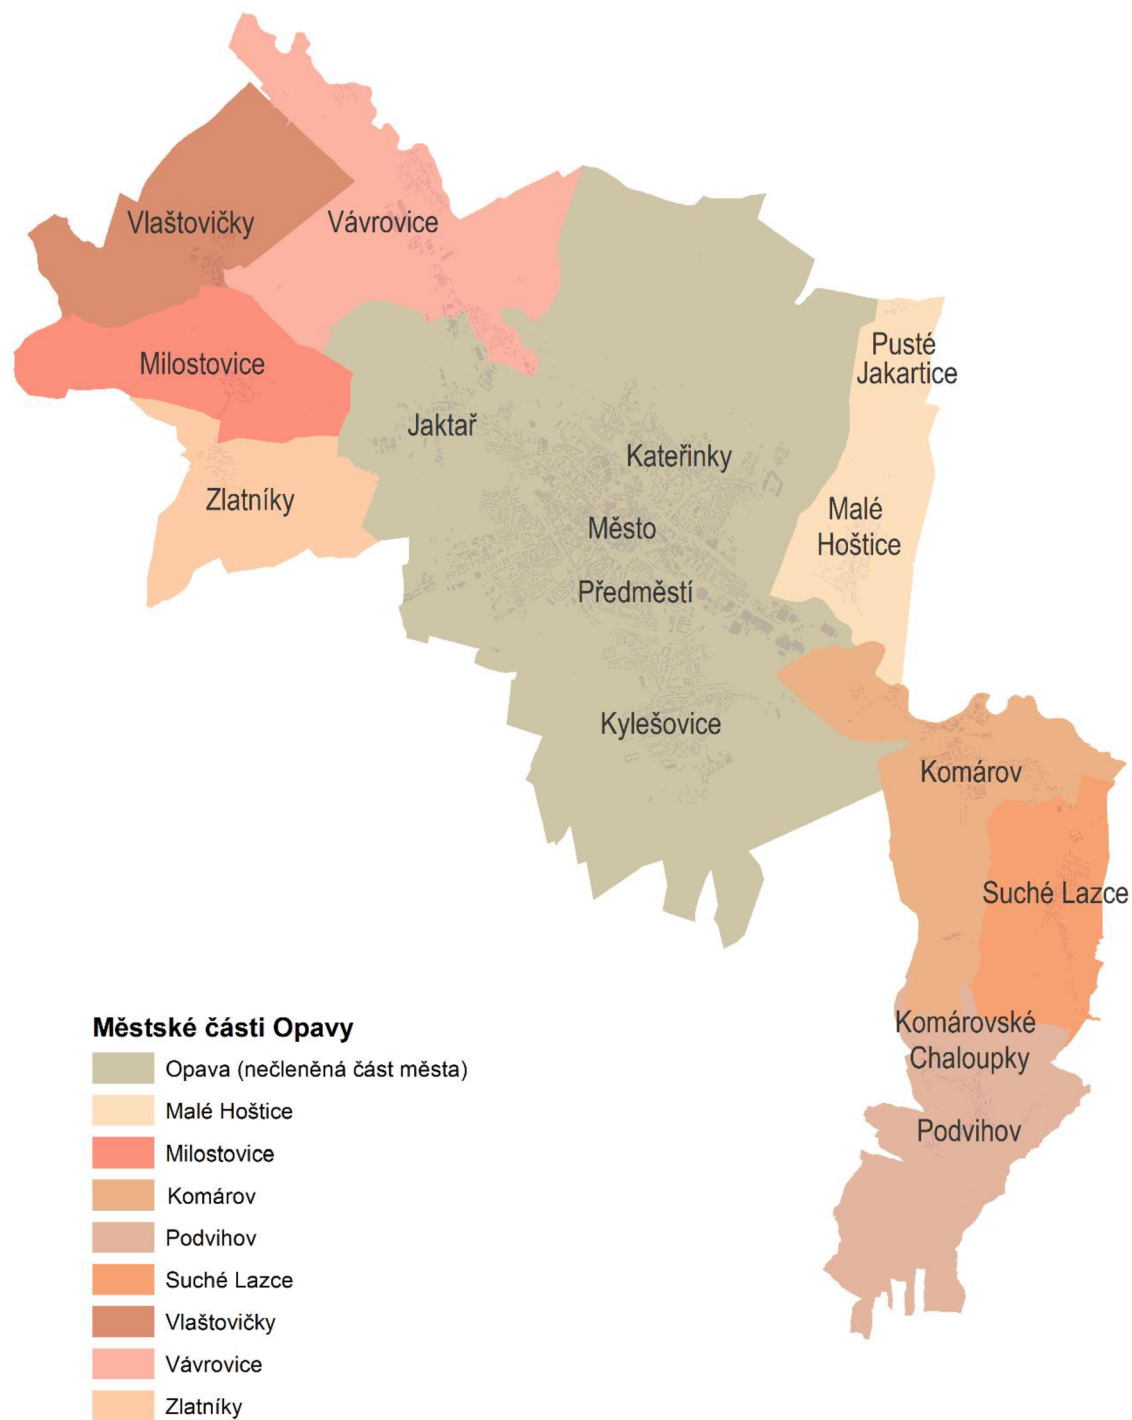 Vlaštovičky
Vávrovice
Pusté
Jakartice
Milostovice
Jaktař
Kateřinky
Zlatníky
Malé
Hoštice
Město
Předměstí
Kylešovice
Komárov
Suché Lazce
Komárovské
Chaloupky
Podvihov
Městské části Opavy
Opava (nečleněná část města)
Malé Hoštice
Milostovice
Komárov
Podvihov
Suché Lazce
Vlaštovičky
Vávrovice
Zlatníky